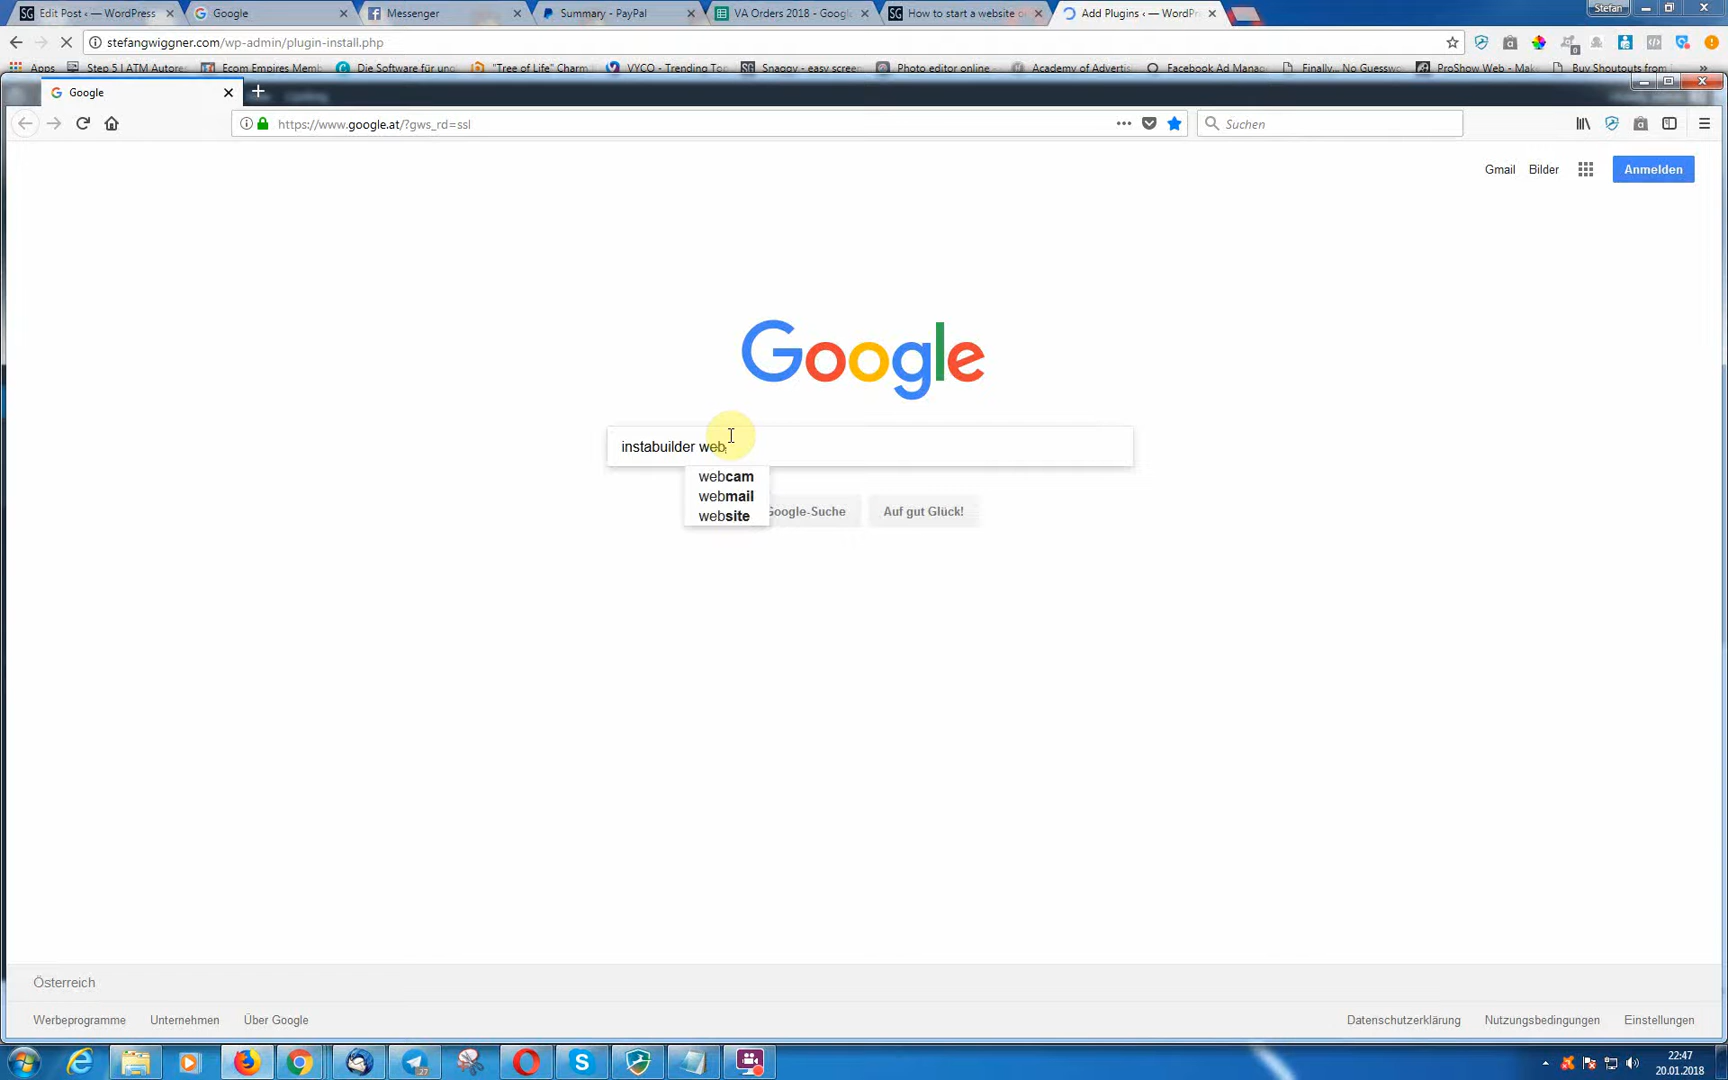 Edit Post ‹ — WordPress
Google
Messenger
Summary - PayPal
VA Orders 2018 - Google
How to start a website o
Add Plugins ‹ — WordPr
Stefan
stefangwiggner.com/wp-admin/plugin-install.php
Apps
Step 5 | ATM Autore
Ecom Empires Memb
Die Software für und
"Tree of Life" Charm
VYCO - Trending To
Snaggy - easy scree
Photo editor online -
Academy of Advertis
Facebook Ad Manag
Finally... No Guessw
ProShow Web - Mak
Buy Shoutouts from
Google
https://www.google.at/?gws_rd=ssl
Suchen
Gmail
Bilder
Anmelden
Google
instabuilder web
webcam
webmail
website
Google-Suche
Auf gut Glück!
Österreich
Werbeprogramme
Unternehmen
Über Google
Datenschutzerklärung
Nutzungsbedingungen
Einstellungen
27
22:47
20.01.2018